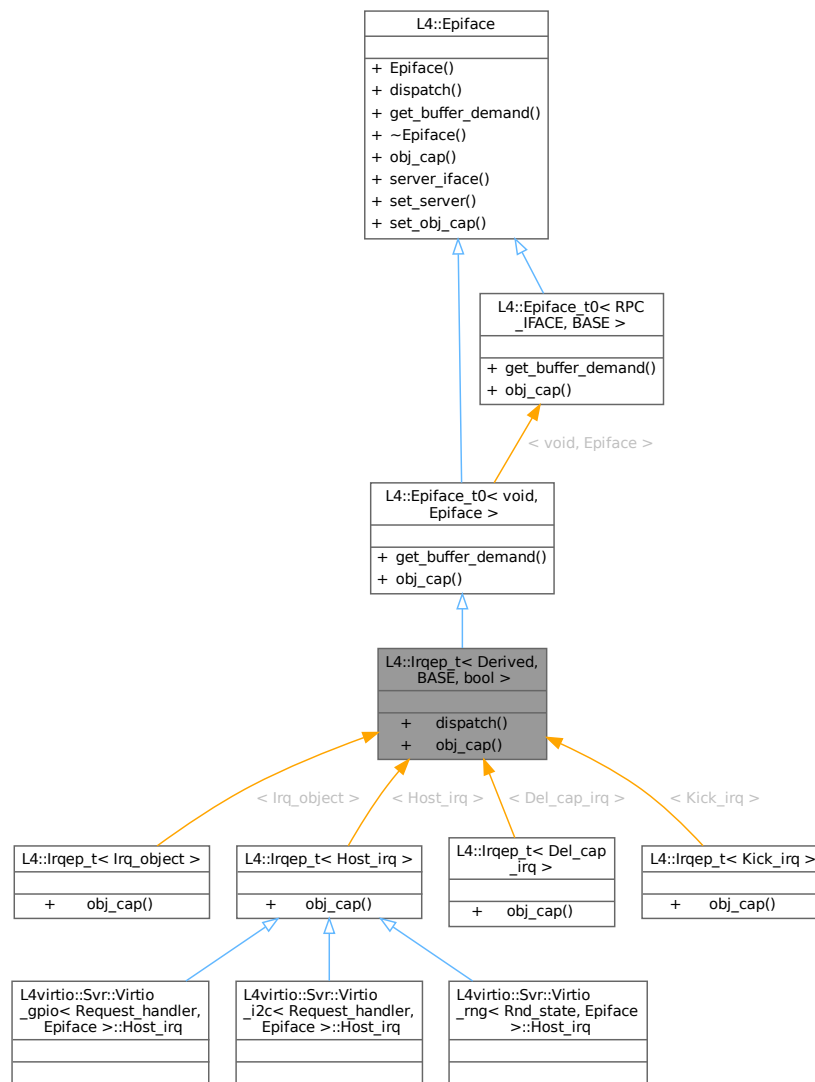 L4::Epiface
+ Epiface()
+ dispatch()
+ get_buffer_demand()
+ ~Epiface()
+ obj_cap()
+ server_iface()
+ set_server()
+ set_obj_cap()
L4::Epiface_t0< RPC
_IFACE, BASE >
+ get_buffer_demand()
+ obj_cap()
< void, Epiface >
L4::Epiface_t0< void,
Epiface >
+ get_buffer_demand()
+ obj_cap()
L4::Irqep_t< Derived,
BASE, bool >
+ dispatch()
+ obj_cap()
< Irq_object >
< Host_irq >
< Del_cap_irq >
< Kick_irq >
L4::Irqep_t< Irq_object >
+ obj_cap()
L4::Irqep_t< Host_irq >
+ obj_cap()
L4::Irqep_t< Del_cap
_irq >
+ obj_cap()
L4::Irqep_t< Kick_irq >
+ obj_cap()
L4virtio::Svr::Virtio
_gpio< Request_handler,
Epiface >::Host_irq
L4virtio::Svr::Virtio
_i2c< Request_handler,
Epiface >::Host_irq
L4virtio::Svr::Virtio
_rng< Rnd_state, Epiface
>::Host_irq